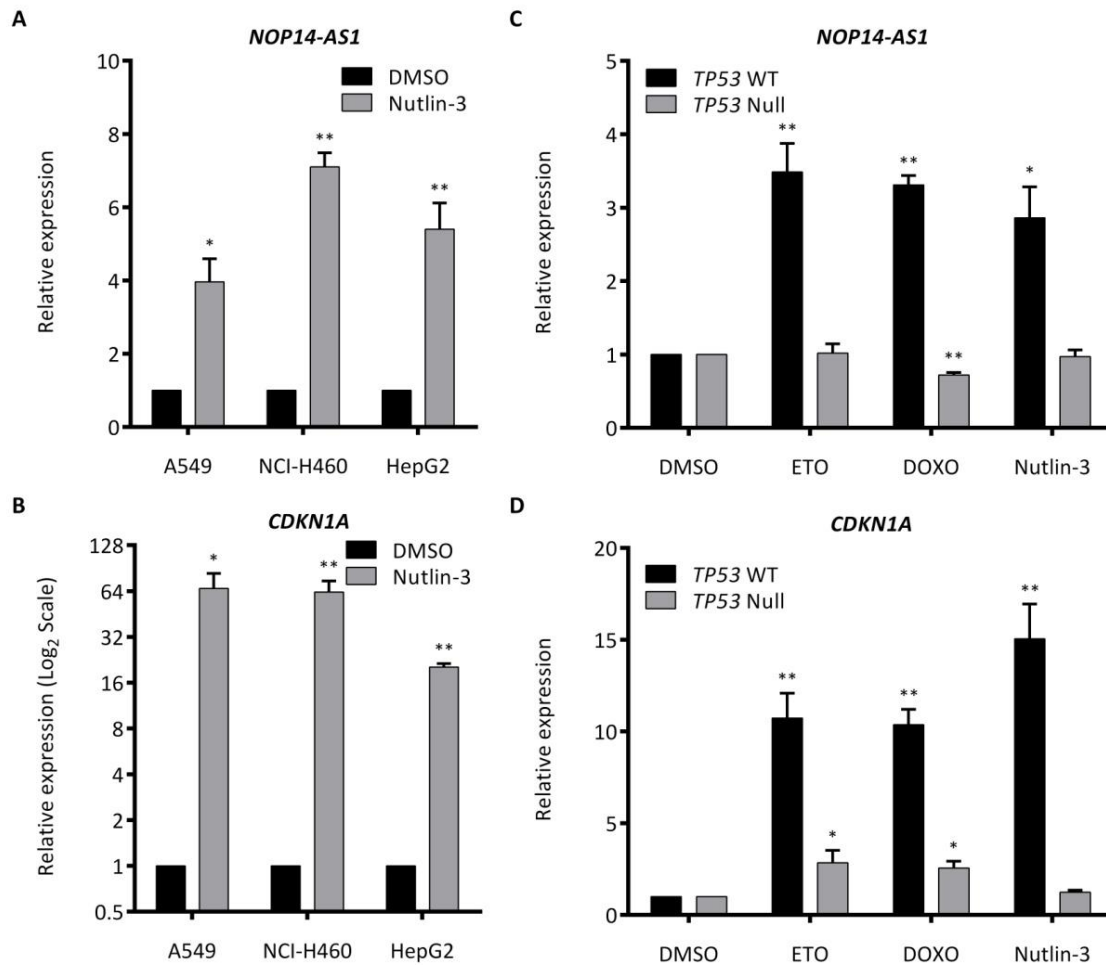 A
NOP14-AS1
DMSO
Nutlin-3
Relative expression
10
8
6
4
2
0
*
**
**
A549
NCI-H460
HepG2
B
CDKN1A
DMSO
Nutlin-3
Relative expression (Log2 Scale)
128
64
32
16
8
4
2
1
0.5
*
**
**
A549
NCI-H460
HepG2
C
NOP14-AS1
TP53 WT
TP53 Null
Relative expression
5
4
3
2
1
0
**
**
**
*
DMSO
ETO
DOXO
Nutlin-3
D
CDKN1A
TP53 WT
TP53 Null
Relative expression
20
15
10
5
0
**
*
**
*
**
DMSO
ETO
DOXO
Nutlin-3